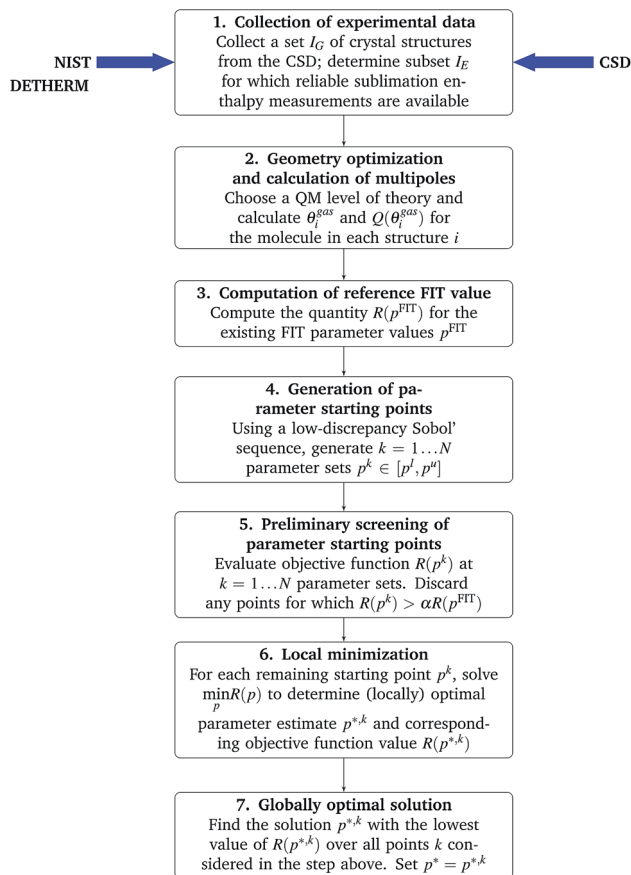 1. Collection of experimental data
Collect a set I_G of crystal structures
from the CSD; determine subset I_E
for which reliable sublimation en-
thalpy measurements are available
NIST
DETHERM
CSD
2. Geometry optimization
and calculation of multipoles
Choose a QM level of theory and
calculate θ_i^{gas} and Q(θ_i^{gas}) for
the molecule in each structure i
3. Computation of reference FIT value
Compute the quantity R(p^{FIT}) for the
existing FIT parameter values p^{FIT}
4. Generation of pa-
rameter starting points
Using a low-discrepancy Sobol’
sequence, generate k = 1…N
parameter sets p^k ∈ [p^l, p^u]
5. Preliminary screening of
parameter starting points
Evaluate objective function R(p^k) at
k = 1…N parameter sets. Discard
any points for which R(p^k) > αR(p^{FIT})
6. Local minimization
For each remaining starting point p^k, solve
min_p R(p) to determine (locally) optimal
parameter estimate p^{*,k} and correspond-
ing objective function value R(p^{*,k})
7. Globally optimal solution
Find the solution p^{*,k} with the lowest
value of R(p^{*,k}) over all points k con-
sidered in the step above. Set p^* = p^{*,k}